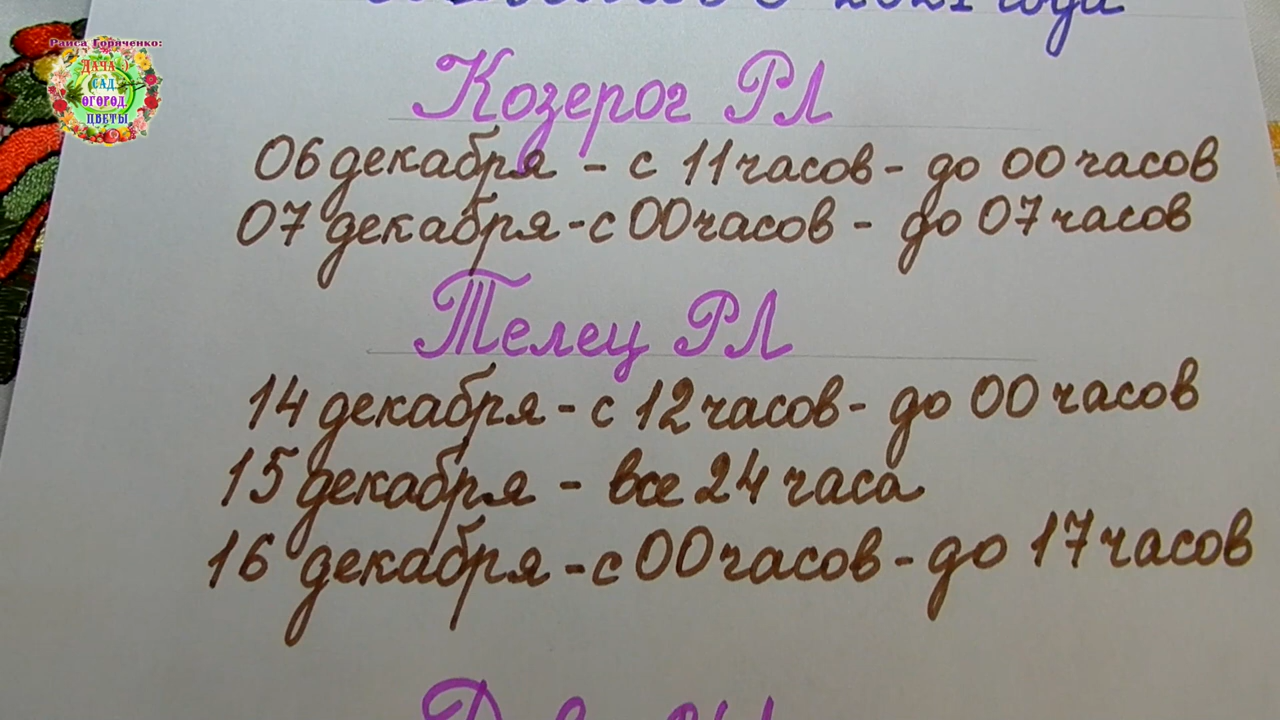 Раиса Горяченко:
ДАЧА
САД
ОГОРОД
ЦВЕТЫ
2021 года
Козерог РЛ
06 декабря - с 11 часов - до 00 часов
07 декабря - с 00 часов - до 07 часов
Телец РЛ
14 декабря - с 12 часов - до 00 часов
15 декабря - все 24 часа
16 декабря - с 00 часов - до 17 часов